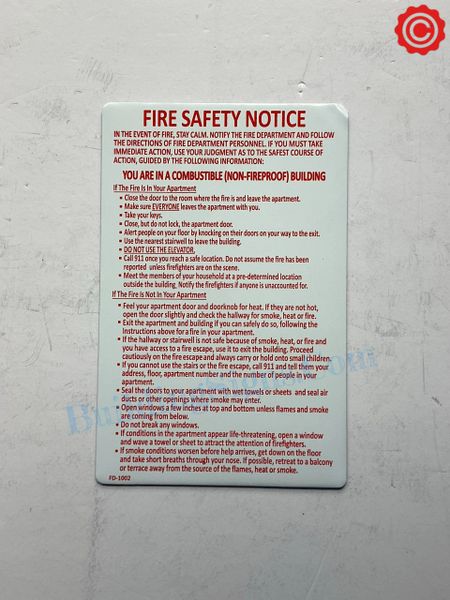 FIRE SAFETY NOTICE
IN THE EVENT OF FIRE, STAY CALM. NOTIFY THE FIRE DEPARTMENT AND FOLLOW
THE DIRECTIONS OF FIRE DEPARTMENT PERSONNEL. IF YOU MUST TAKE
IMMEDIATE ACTION, USE YOUR JUDGMENT AS TO THE SAFEST COURSE OF
ACTION, GUIDED BY THE FOLLOWING INFORMATION:
YOU ARE IN A COMBUSTIBLE (NON-FIREPROOF) BUILDING
If The Fire Is In Your Apartment
• Close the door to the room where the fire is and leave the apartment.
• Make sure EVERYONE leaves the apartment with you.
• Take your keys.
• Close, but do not lock, the apartment door.
• Alert people on your floor by knocking on their doors on your way to the exit.
• Use the nearest stairwell to leave the building.
• DO NOT USE THE ELEVATOR.
• Call 911 once you reach a safe location. Do not assume the fire has been
reported unless firefighters are on the scene.
• Meet the members of your household at a pre-determined location
outside the building. Notify the firefighters if anyone is unaccounted for.
If The Fire Is Not In Your Apartment
• Feel your apartment door and doorknob for heat. If they are not hot,
open the door slightly and check the hallway for smoke, heat or fire.
• Exit the apartment and building if you can safely do so, following the
instructions above for a fire in your apartment.
• If the hallway or stairwell is not safe because of smoke, heat, or fire and
you have access to a fire escape, use it to exit the building. Proceed
cautiously on the fire escape and always carry or hold onto small children.
• If you cannot use the stairs or the fire escape, call 911 and tell them your
address, floor, apartment number and the number of people in your
apartment.
• Seal the doors to your apartment with wet towels or sheets and seal air
ducts or other openings where smoke may enter.
• Open windows a few inches at top and bottom unless flames and smoke
are coming from below.
• Do not break any windows.
• If conditions in the apartment appear life-threatening, open a window
and wave a towel or sheet to attract the attention of firefighters.
• If smoke conditions worsen before help arrives, get down on the floor
and take short breaths through your nose. If possible, retreat to a balcony
or terrace away from the source of the flames, heat or smoke.
FD-1002